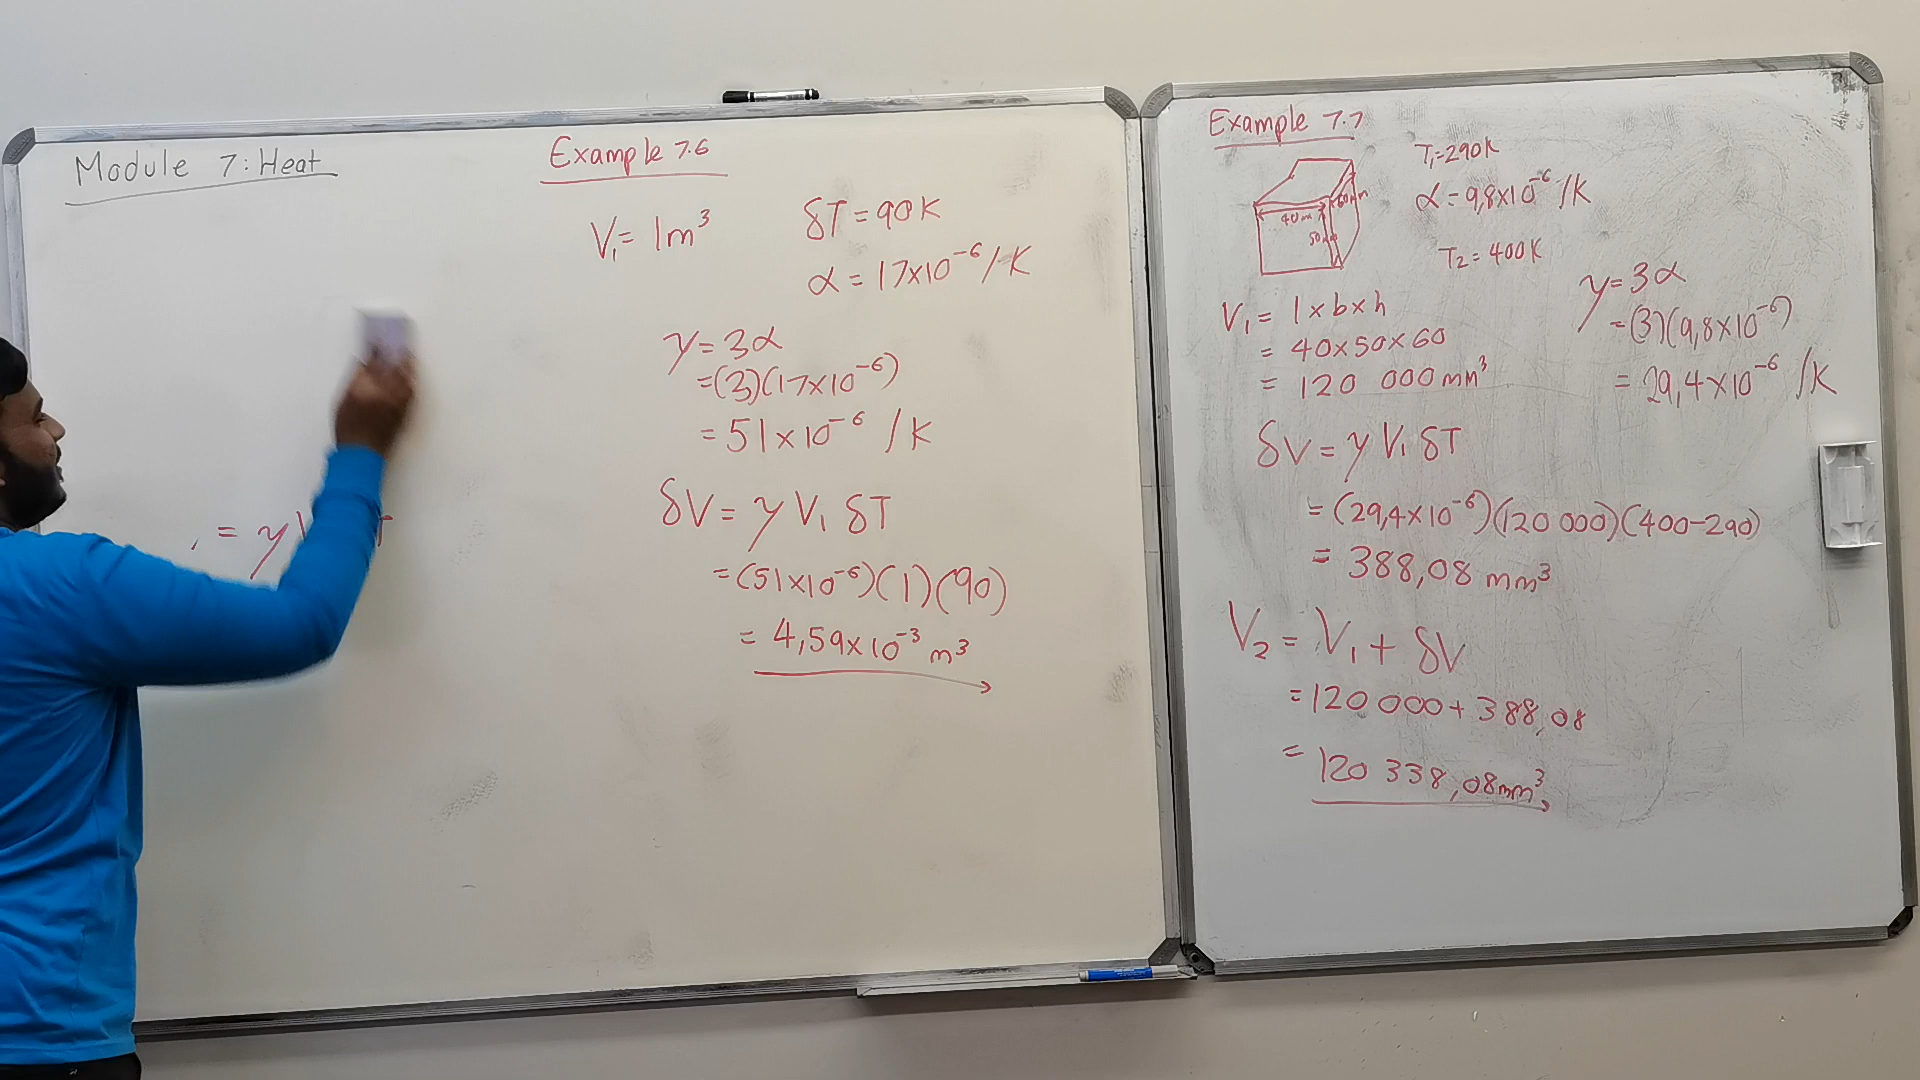 Module 7: Heat
= γ V
Example 7.6
V₁ = 1m³
δT = 90K
α = 17×10⁻⁶/K
γ = 3α
=(3)(17×10⁻⁶)
= 51×10⁻⁶ /K
δV = γ V₁ δT
=(51×10⁻⁶)(1)(90)
= 4,59×10⁻³ m³
Example 7.7
T₁=290K
α = 9,8×10⁻⁶/K
T₂ = 400K
V₁ = l×b×h
= 40×50×60
= 120 000 mm³
γ = 3α
=(3)(9,8×10⁻⁶)
= 29,4×10⁻⁶ /K
δV = γ V₁ δT
= (29,4×10⁻⁶)(120 000)(400-290)
= 388,08 mm³
V₂ = V₁ + δV
= 120 000 + 388,08
= 120 338,08mm³